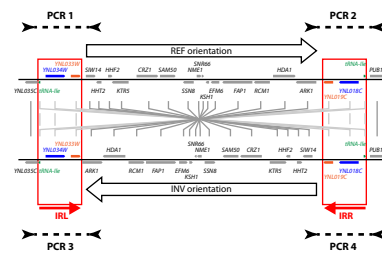 PCR 1 PCR 2
REF orientation
YNL033W SNR66 tRNA-Ile
YNL034W SIW14 HHF2 CRZ1 SAM50 NME1 HDA1 YNL018C PUB1
KSH1
YNL035C tRNA-Ile HHT2 KTR5 SSN8 EFM6 FAP1 RCM1 ARK1 YNL019C
YNL033W SNR66 tRNA-Ile
YNL034W HDA1 NME1 SAM50 CRZ1 HHF2 SIW14 YNL018C PUB1
YNL035C tRNA-Ile ARK1 RCM1 FAP1 EFM6 SSN8 KTR5 HHT2 YNL019C
KSH1
INV orientation
IRL IRR
PCR 3 PCR 4